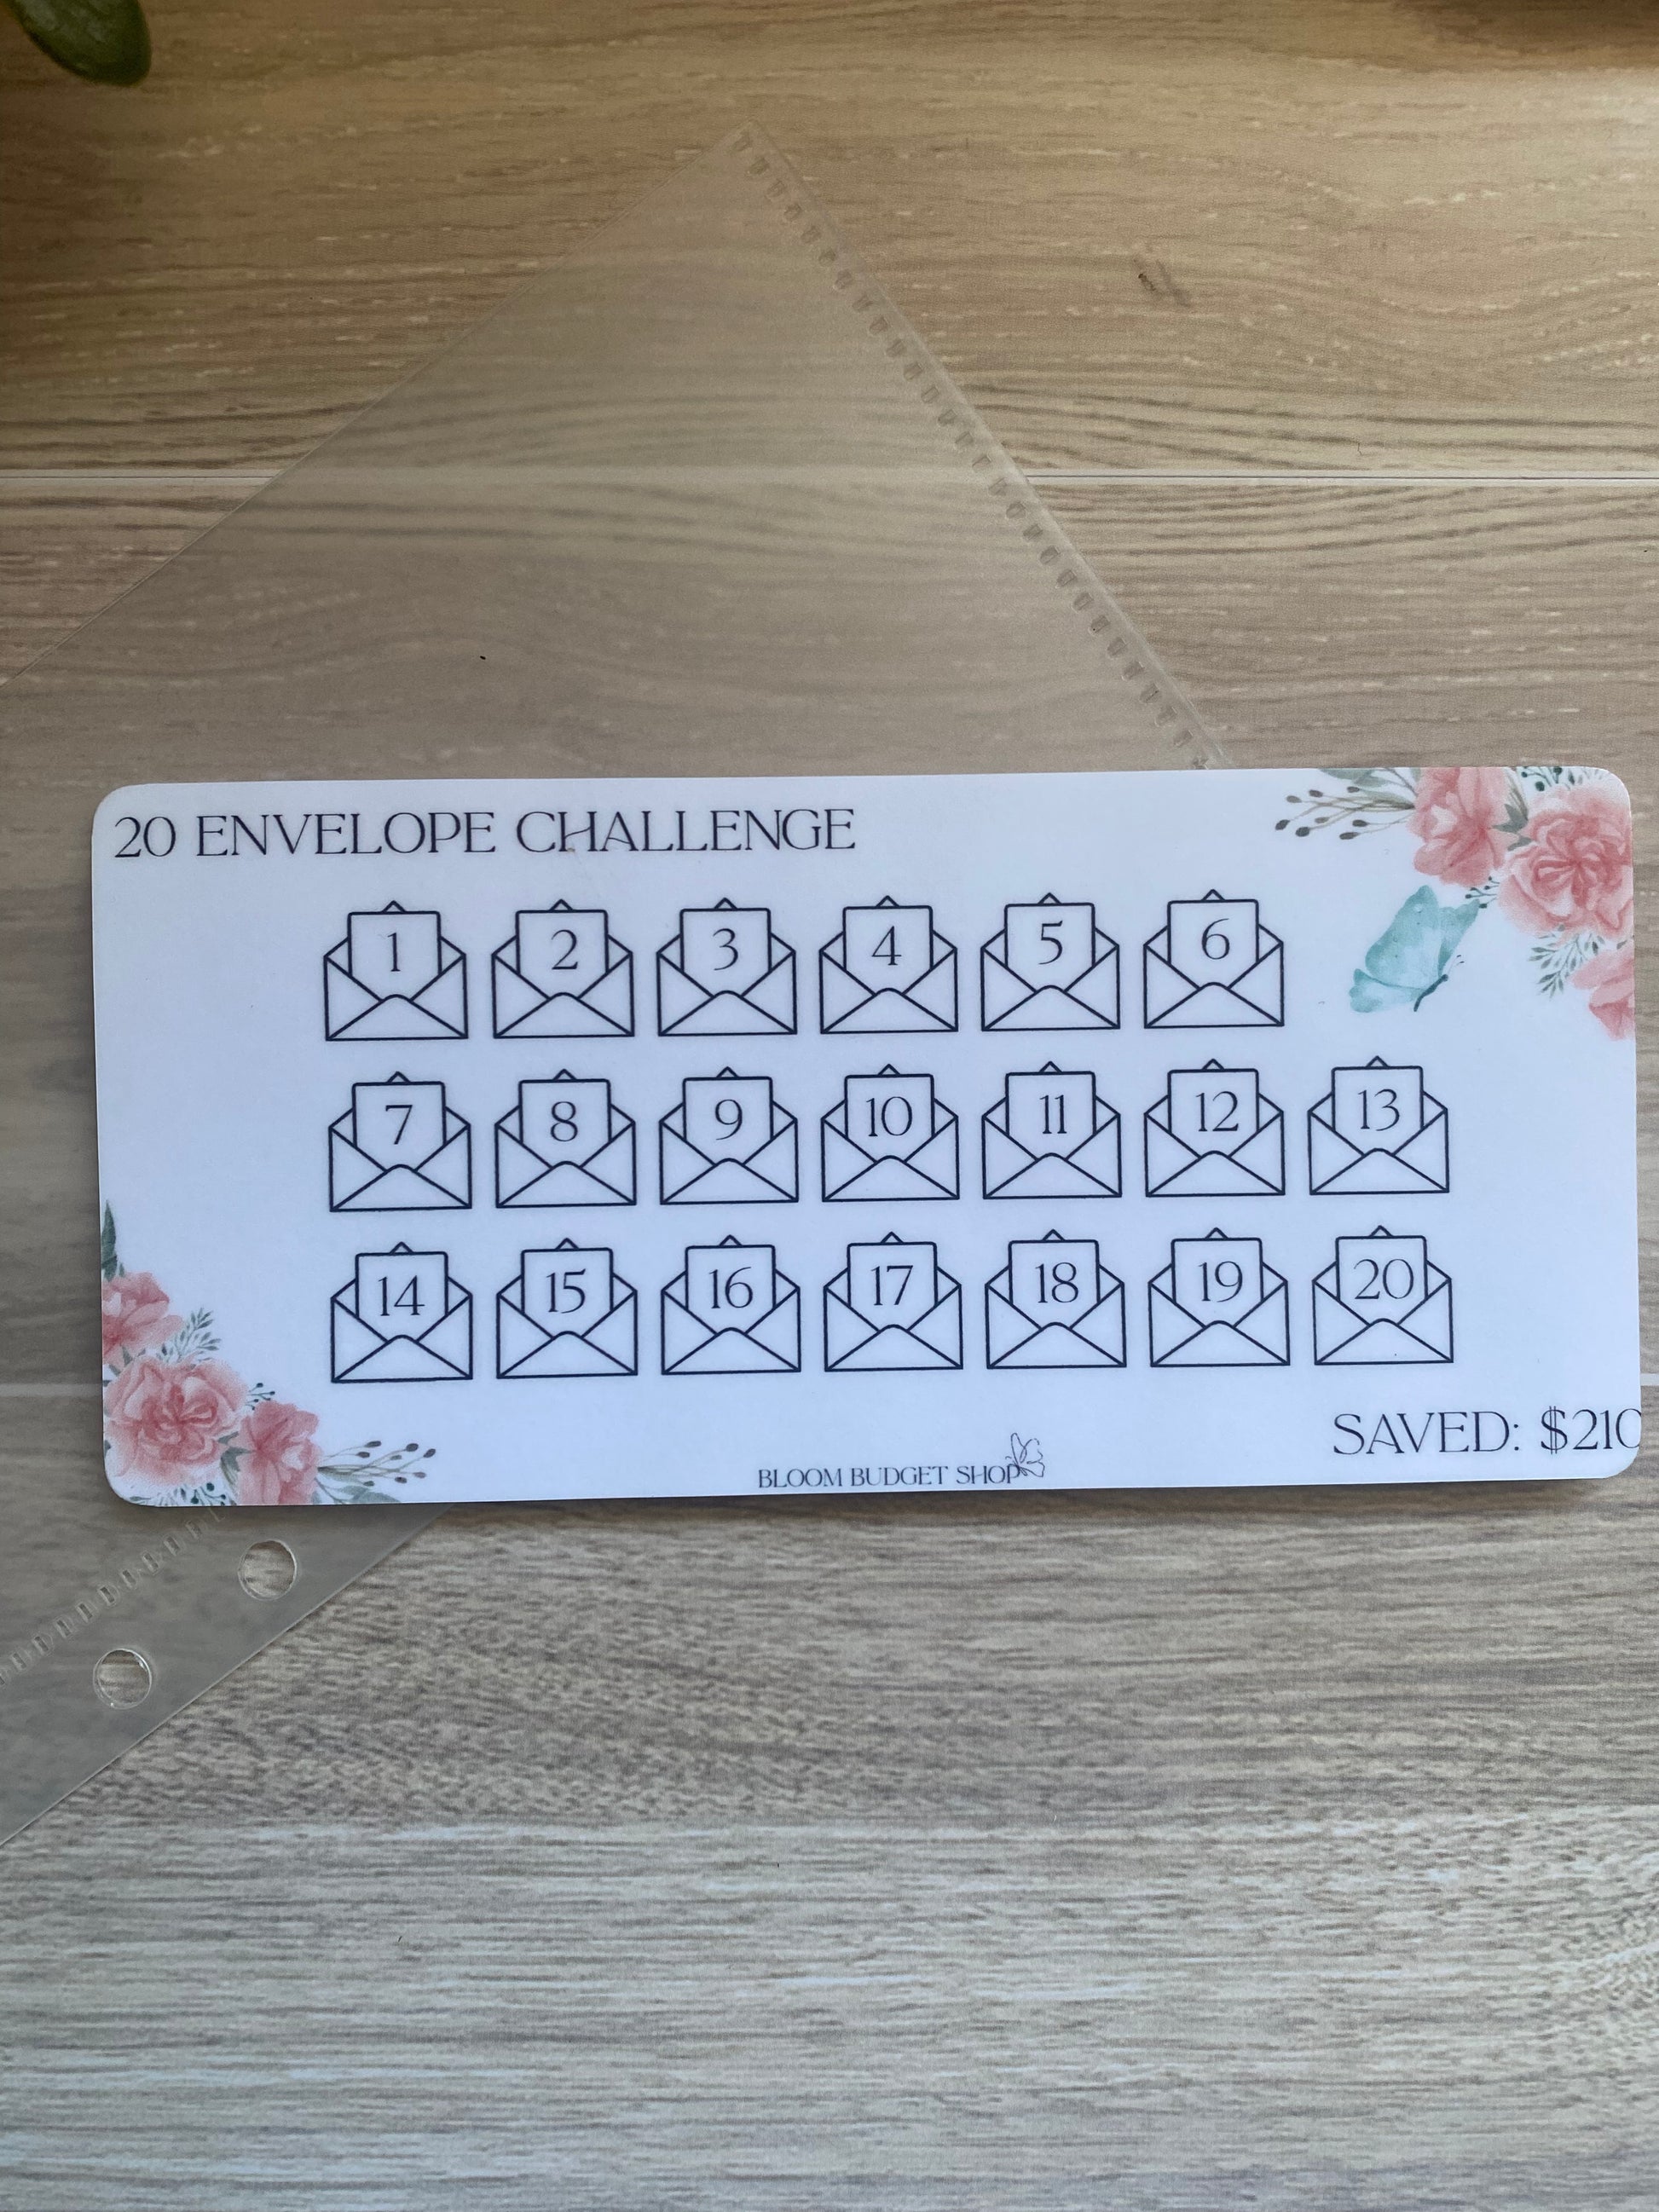 20 ENVELOPE CHALLENGE
1 2 3 4 5 6
7 8 9 10 11 12 13
14 15 16 17 18 19 20
SAVED: $210
BLOOM BUDGET SHOP